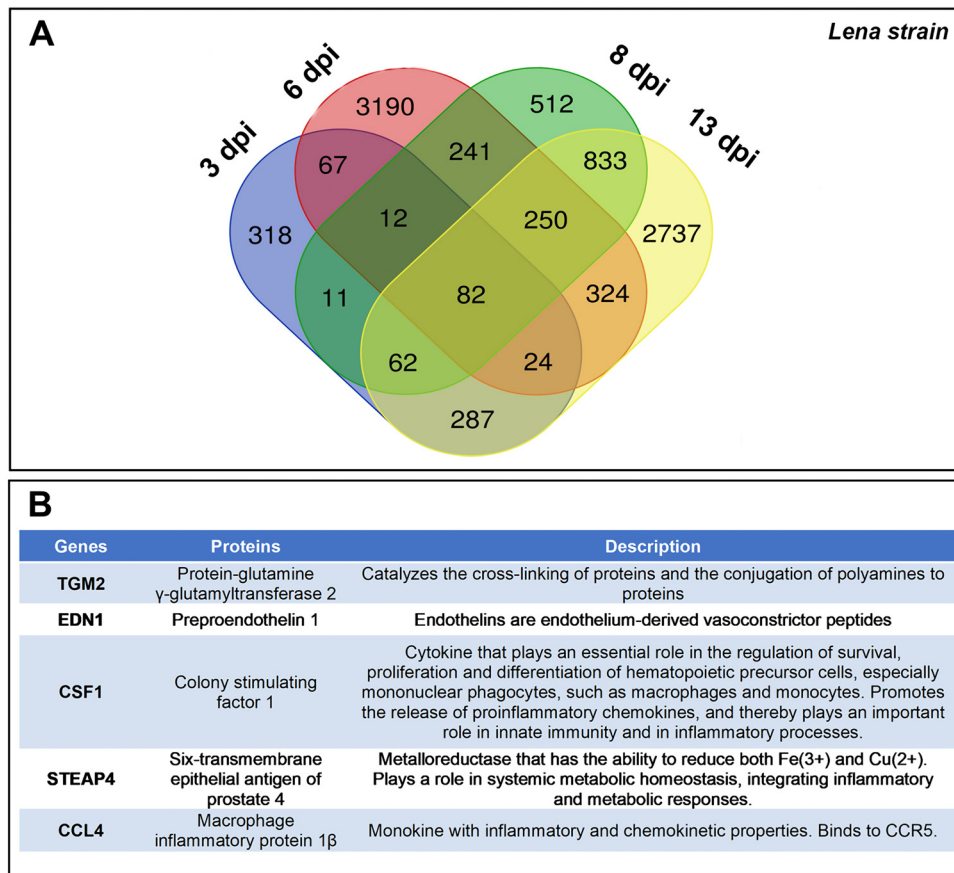 A
Lena strain
3 dpi
6 dpi
8 dpi
13 dpi
3190
512
67
241
833
318
12
250
2737
11
82
324
62
24
287
B
Genes Proteins Description
TGM2
Protein-glutamine
γ-glutamyltransferase 2
Catalyzes the cross-linking of proteins and the conjugation of polyamines to
proteins
EDN1 Preproendothelin 1 Endothelins are endothelium-derived vasoconstrictor peptides
CSF1
Colony stimulating
factor 1
Cytokine that plays an essential role in the regulation of survival,
proliferation and differentiation of hematopoietic precursor cells, especially
mononuclear phagocytes, such as macrophages and monocytes. Promotes
the release of proinflammatory chemokines, and thereby plays an important
role in innate immunity and in inflammatory processes.
STEAP4
Six-transmembrane
epithelial antigen of
prostate 4
Metalloreductase that has the ability to reduce both Fe(3+) and Cu(2+).
Plays a role in systemic metabolic homeostasis, integrating inflammatory
and metabolic responses.
CCL4
Macrophage
inflammatory protein 1β
Monokine with inflammatory and chemokinetic properties. Binds to CCR5.